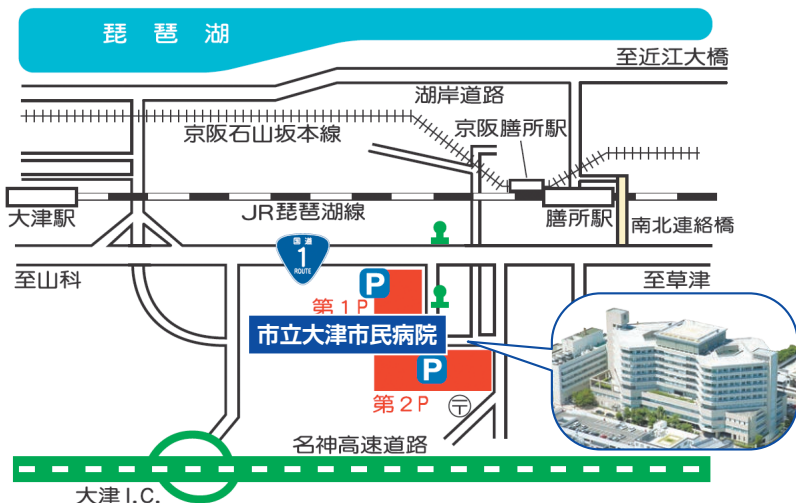 琵琶湖
至近江大橋
湖岸道路
京阪石山坂本線
京阪膳所駅
大津駅
JR琵琶湖線
膳所駅
南北連絡橋
国道
1
ROUTE
至山科
至草津
P
第1P
市立大津市民病院
P
第2P
〒
名神高速道路
大津I.C.